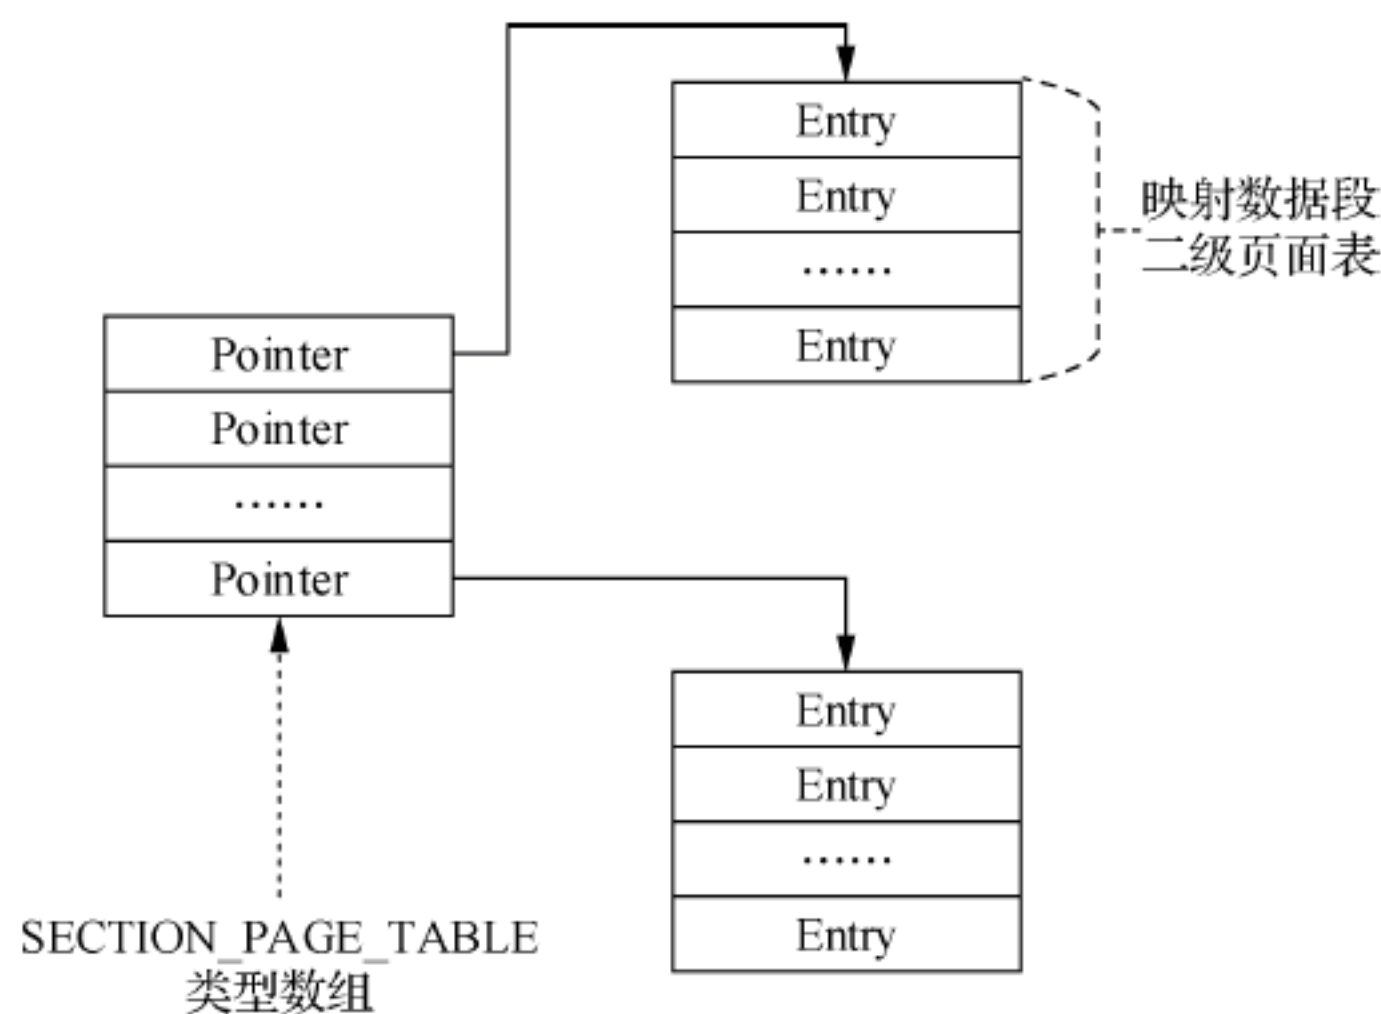 Entry
Entry
......
Entry
映射数据段
二级页面表
Pointer
Pointer
......
Pointer
Entry
Entry
......
Entry
SECTION_PAGE_TABLE
类型数组